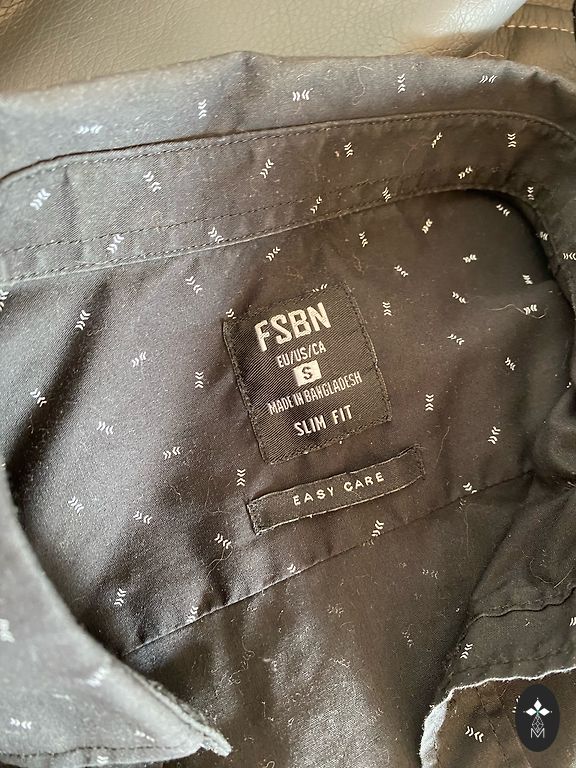 FSBN
EU/US/CA
S
MADE IN BANGLADESH
SLIM FIT
EASY CARE
M